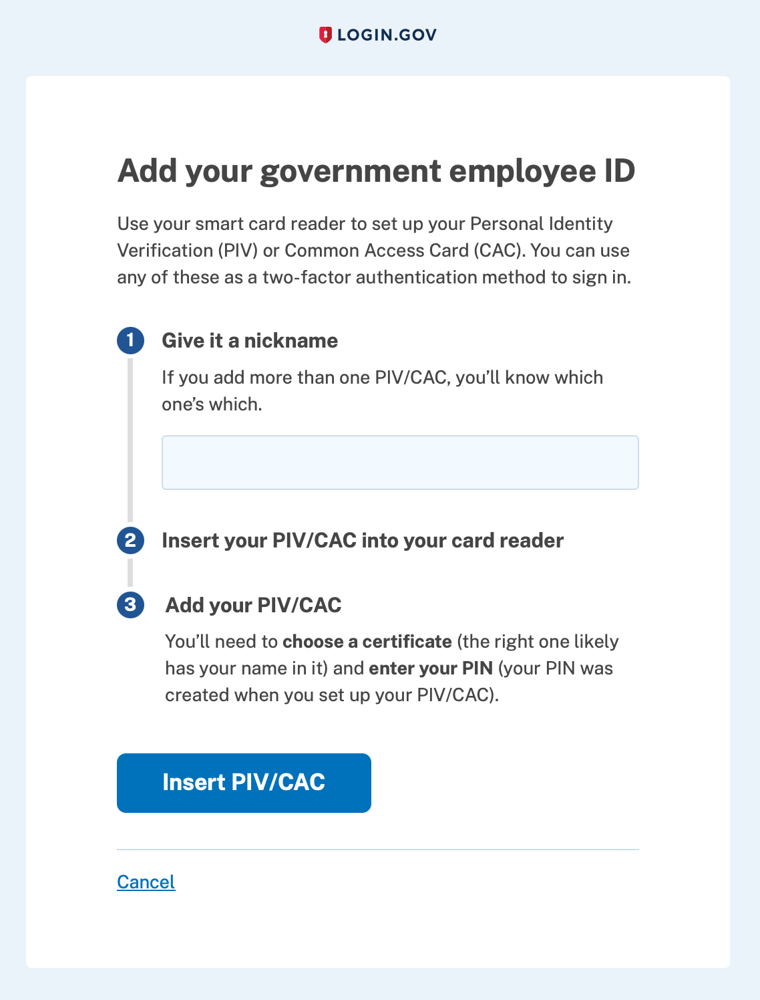 LOGIN.GOV
Add your government employee ID
Use your smart card reader to set up your Personal Identity
Verification (PIV) or Common Access Card (CAC). You can use
any of these as a two-factor authentication method to sign in.
1 Give it a nickname
If you add more than one PIV/CAC, you’ll know which
one’s which.
2 Insert your PIV/CAC into your card reader
3 Add your PIV/CAC
You’ll need to choose a certificate (the right one likely
has your name in it) and enter your PIN (your PIN was
created when you set up your PIV/CAC).
Insert PIV/CAC
Cancel